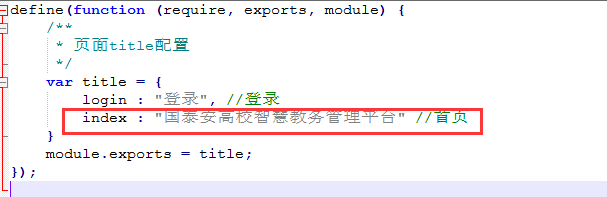 define(function (require, exports, module) {
/**
* 页面title配置
*/
var title = {
login : "登录", //登录
index : "国泰安高校智慧教务管理平台" //首页
}
module.exports = title;
});